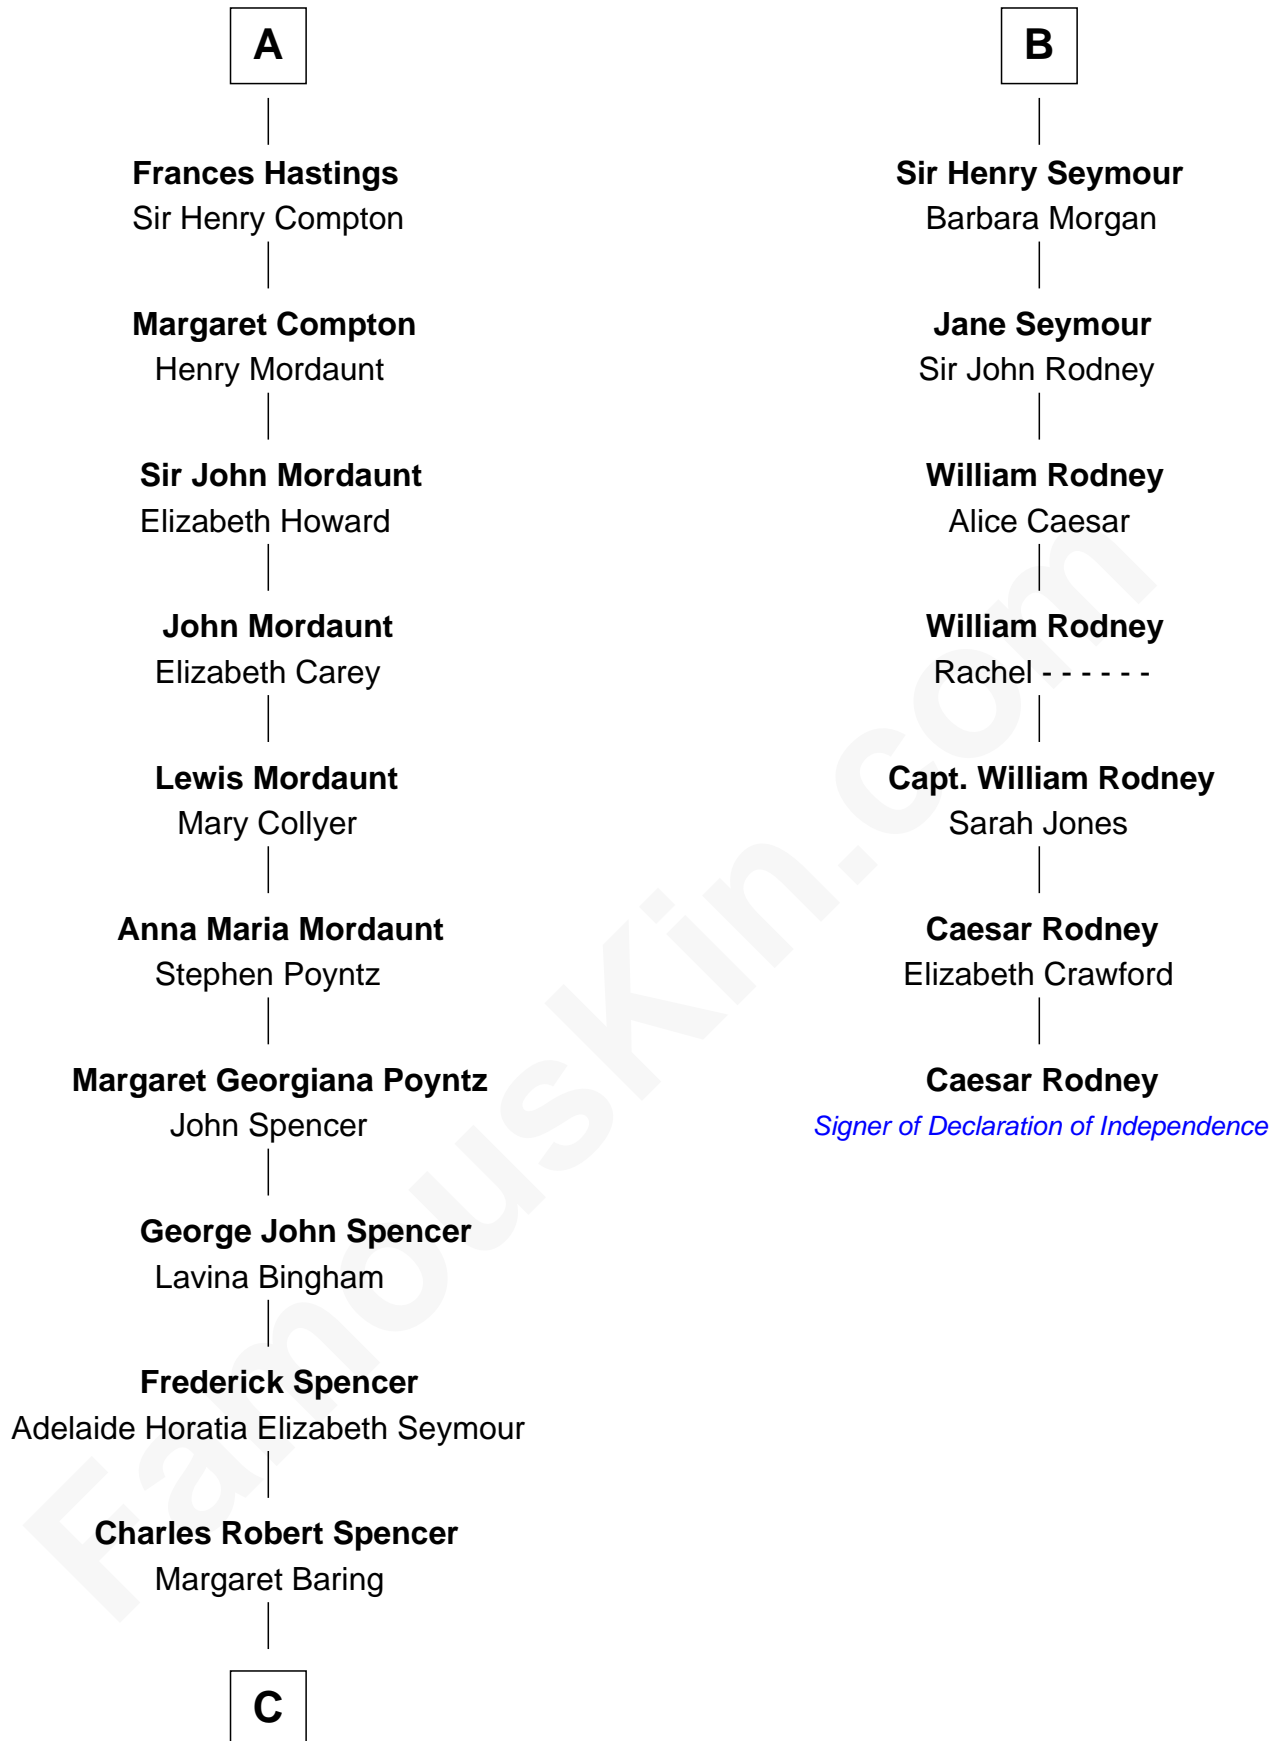 A
Frances Hastings
Sir Henry Compton
Margaret Compton
Henry Mordaunt
Sir John Mordaunt
Elizabeth Howard
John Mordaunt
Elizabeth Carey
Lewis Mordaunt
Mary Collyer
Anna Maria Mordaunt
Stephen Poyntz
Margaret Georgiana Poyntz
John Spencer
George John Spencer
Lavina Bingham
Frederick Spencer
Adelaide Horatia Elizabeth Seymour
Charles Robert Spencer
Margaret Baring
C
B
Sir Henry Seymour
Barbara Morgan
Jane Seymour
Sir John Rodney
William Rodney
Alice Caesar
William Rodney
Rachel - - - - - -
Capt. William Rodney
Sarah Jones
Caesar Rodney
Elizabeth Crawford
Caesar Rodney
Signer of Declaration of Independence
FamousKin.com